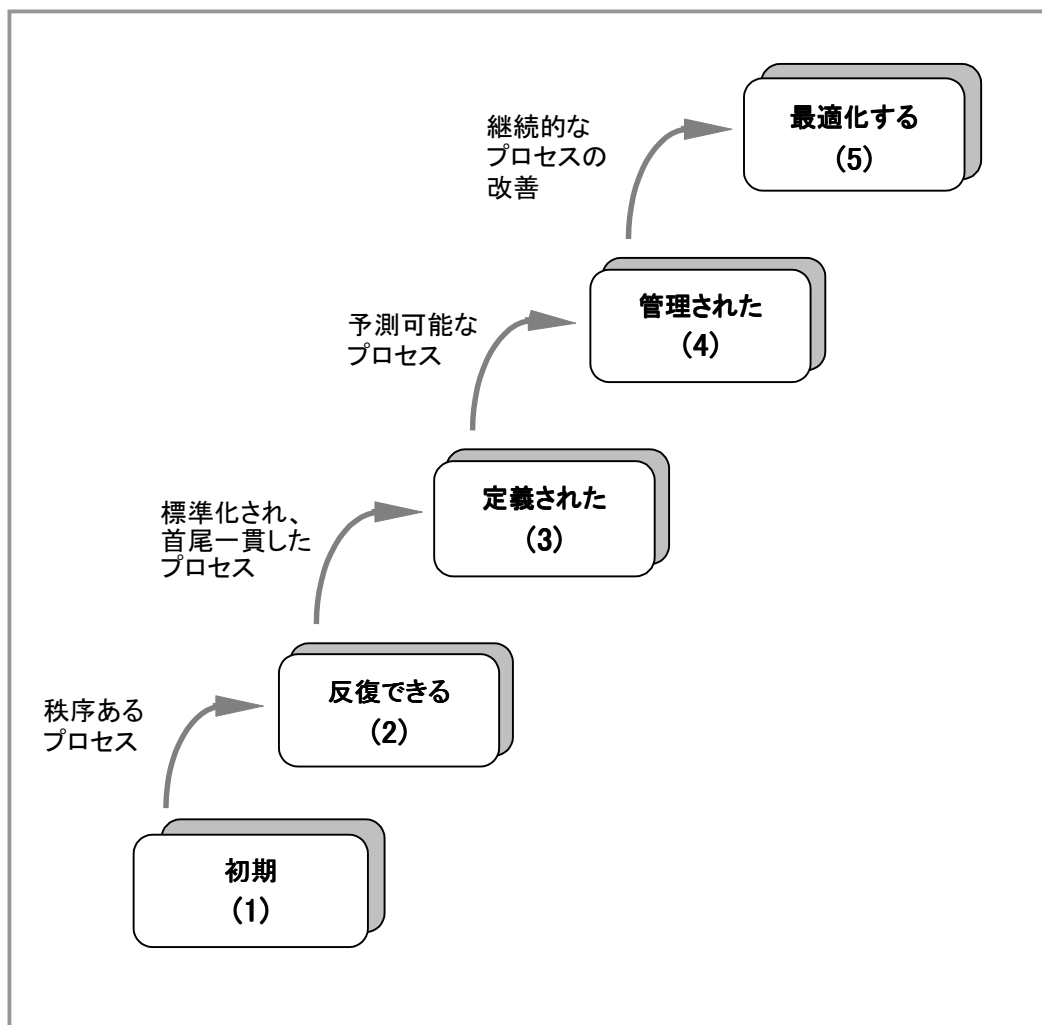 最適化する
(5)
継続的な
プロセスの
改善
管理された
(4)
予測可能な
プロセス
定義された
(3)
標準化され、
首尾一貫した
プロセス
反復できる
(2)
秩序ある
プロセス
初期
(1)